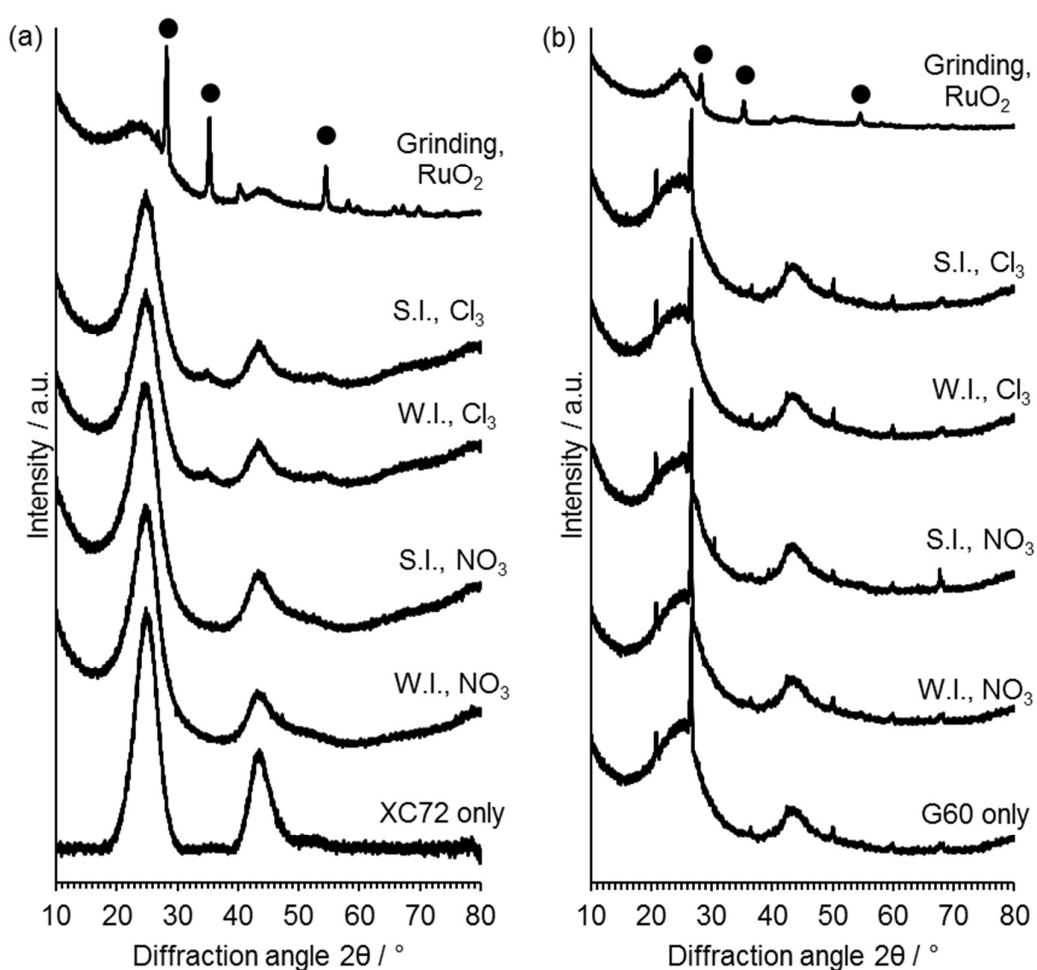 (a)
Grinding,
RuO₂
S.I., Cl₃
W.I., Cl₃
S.I., NO₃
W.I., NO₃
XC72 only
Intensity / a.u.
10 20 30 40 50 60 70 80
Diffraction angle 2θ / °
(b)
Grinding,
RuO₂
S.I., Cl₃
W.I., Cl₃
S.I., NO₃
W.I., NO₃
G60 only
Intensity / a.u.
10 20 30 40 50 60 70 80
Diffraction angle 2θ / °